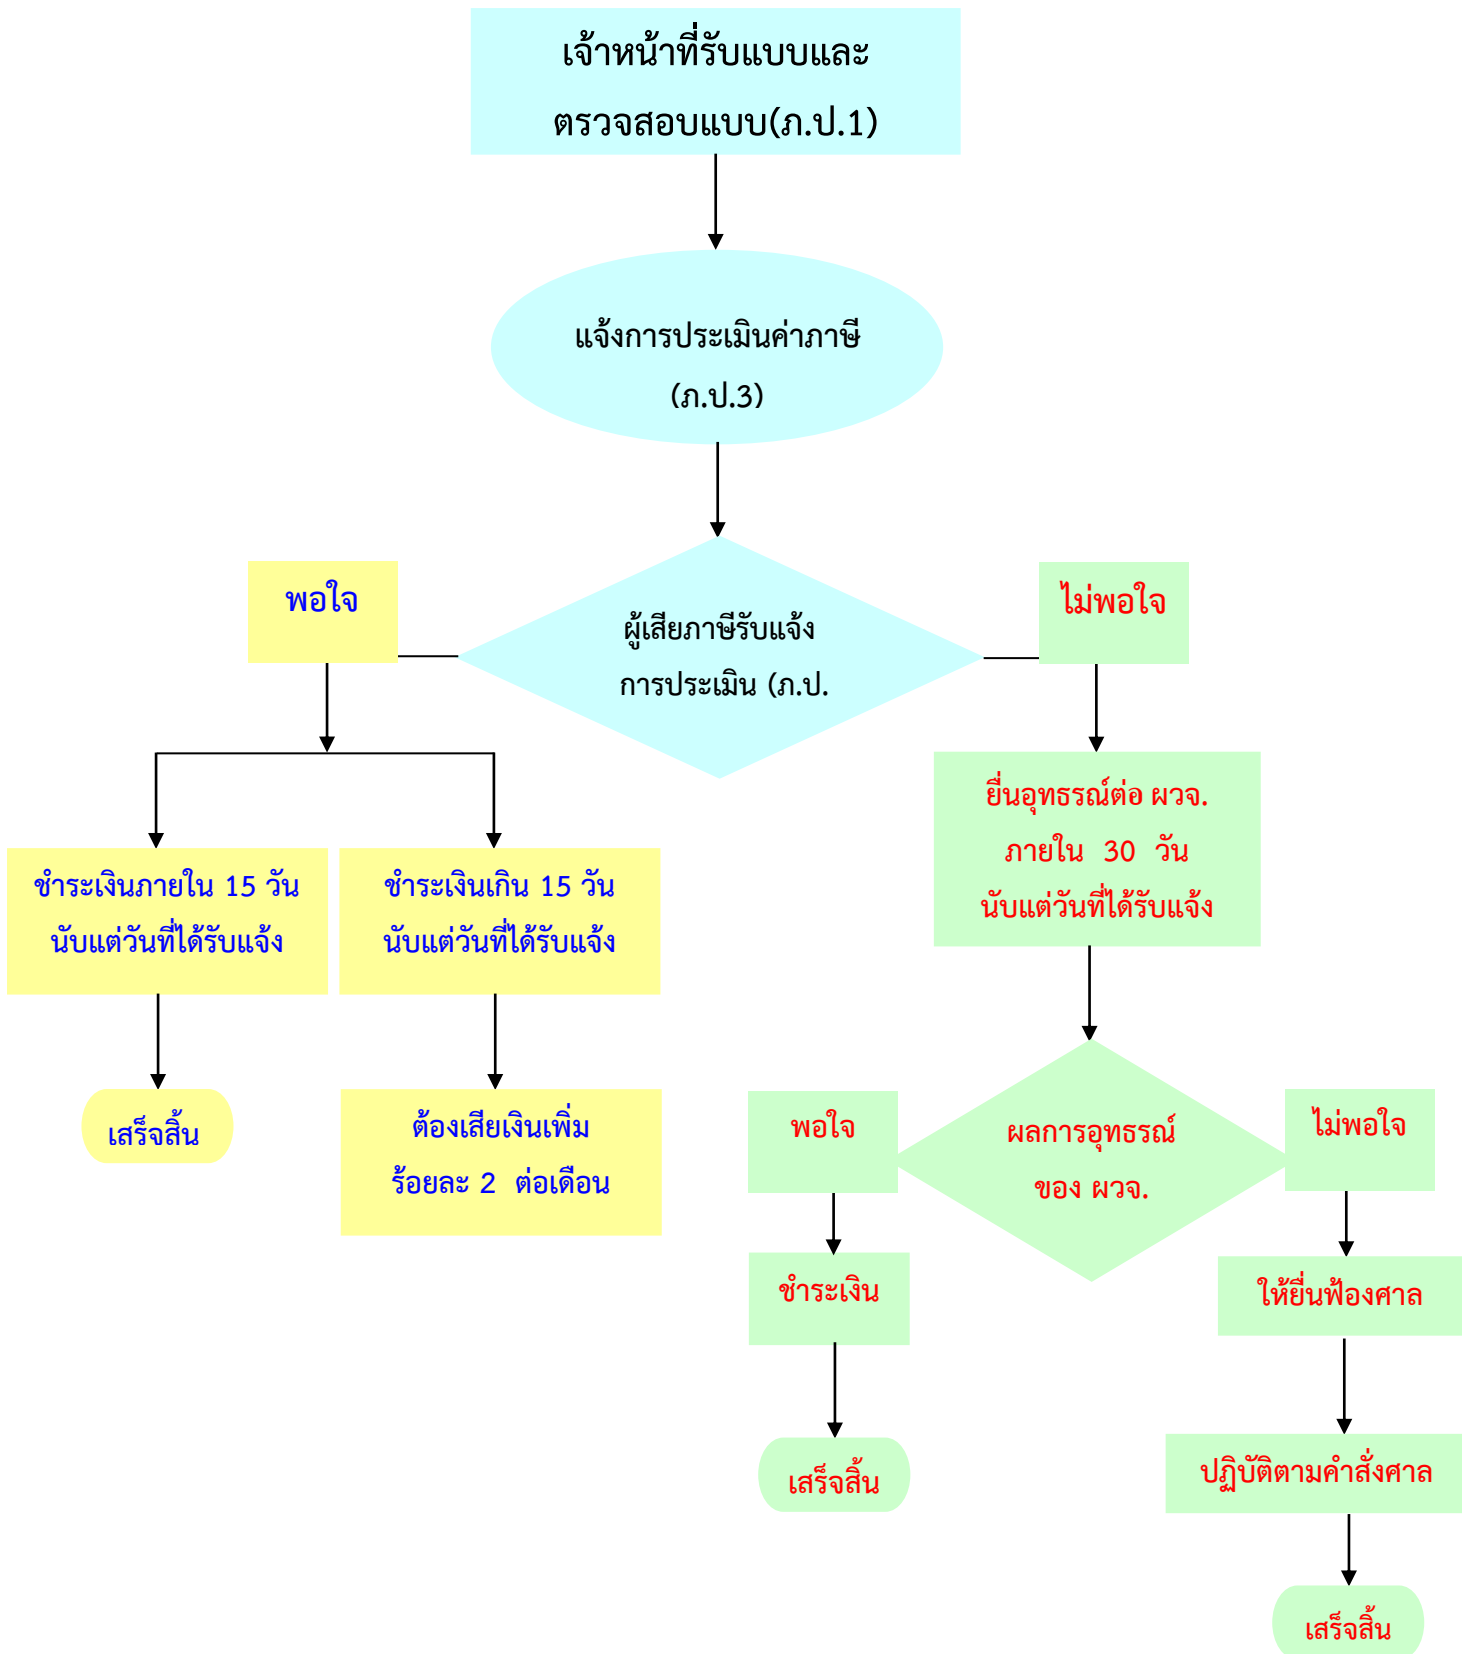 เจ้าหน้าที่รับแบบและ
ตรวจสอบแบบ(ภ.ป.1)
แจ้งการประเมินค่าภาษี
(ภ.ป.3)
พอใจ
ผู้เสียภาษีรับแจ้ง
การประเมิน (ภ.ป.
ไม่พอใจ
ชำระเงินภายใน 15 วัน
นับแต่วันที่ได้รับแจ้ง
ชำระเงินเกิน 15 วัน
นับแต่วันที่ได้รับแจ้ง
ยื่นอุทธรณ์ต่อ ผวจ.
ภายใน 30 วัน
นับแต่วันที่ได้รับแจ้ง
เสร็จสิ้น
ต้องเสียเงินเพิ่ม
ร้อยละ 2 ต่อเดือน
พอใจ
ผลการอุทธรณ์
ของ ผวจ.
ไม่พอใจ
ชำระเงิน
ให้ยื่นฟ้องศาล
เสร็จสิ้น
ปฏิบัติตามคำสั่งศาล
เสร็จสิ้น